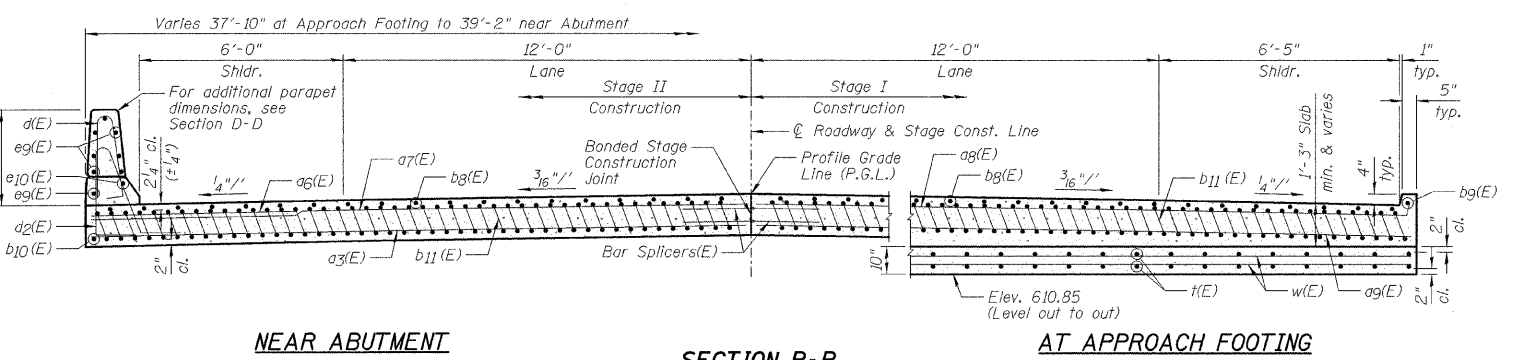 Varies 37'-10" at Approach Footing to 39'-2" near Abutment
6'-0"
Shldr.
12'-0"
Lane
12'-0"
Lane
6'-5"
Shldr.
1"
typ.
5"
typ.
Stage II
Construction
Stage I
Construction
For additional parapet
dimensions, see
Section D-D
℄ Roadway & Stage Const. Line
Bonded Stage
Construction
Joint
Profile Grade
Line (P.G.L.)
d(E)
e9(E)
e10(E)
e9(E)
d2(E)
b10(E)
2¼" cl.
(±¼")
¼"/'
a6(E)
a7(E)
b8(E)
3/16"/'
a8(E)
b8(E)
3/16"/'
b11(E)
¼"/'
1'-3" Slab
min. & varies
4"
typ.
b9(E)
2"
cl.
2"
cl.
a3(E)
b11(E)
Bar Splicers(E)
10"
Elev. 610.85
(Level out to out)
t(E)
w(E)
a9(E)
2"
cl.
NEAR ABUTMENT
AT APPROACH FOOTING
SECTION B-B